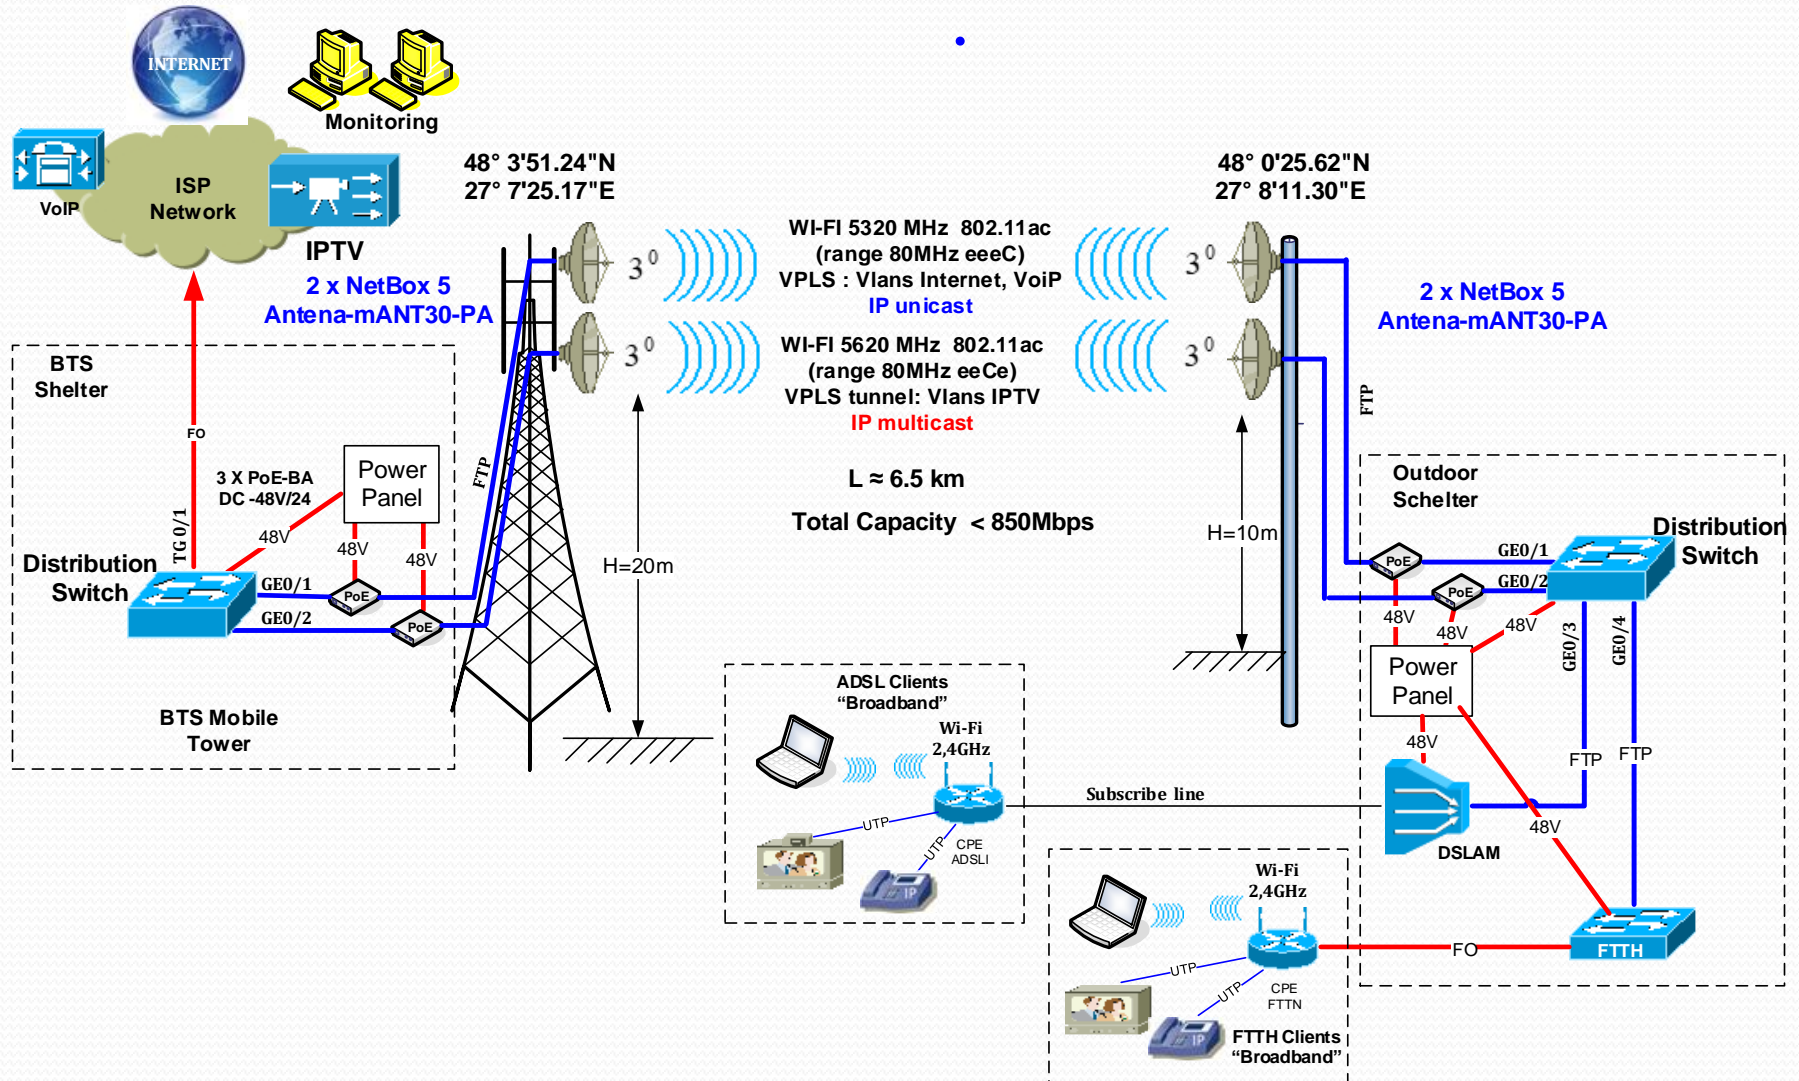 INTERNET
Monitoring
VoIP
ISP
Network
IPTV
48° 3'51.24"N
27° 7'25.17"E
48° 0'25.62"N
27° 8'11.30"E
2 x NetBox 5
Antena-mANT30-PA
3⁰
WI-FI 5320 MHz  802.11ac
(range 80MHz eeeC)
VPLS : Vlans Internet, VoiP
IP unicast
3⁰
2 x NetBox 5
Antena-mANT30-PA
3⁰
WI-FI 5620 MHz  802.11ac
(range 80MHz eeCe)
VPLS tunnel: Vlans IPTV
IP multicast
3⁰
L ≈ 6.5 km
Total Capacity  < 850Mbps
BTS
Shelter
FO
3 X PoE-BA
DC -48V/24
Power
Panel
FTP
TG 0/1
48V
48V
48V
Distribution
Switch
GE0/1
PoE
GE0/2
PoE
H=20m
BTS Mobile
Tower
FTP
H=10m
Outdoor
Schelter
Distribution
Switch
PoE
GE0/1
PoE
GE0/2
48V
48V
48V
GE0/3
GE0/4
Power
Panel
48V
FTP
FTP
48V
DSLAM
FTTH
FO
Subscribe line
ADSL Clients
“Broadband”
Wi-Fi
2,4GHz
UTP
UTP
CPE
ADSLI
IP
Wi-Fi
2,4GHz
UTP
UTP
CPE
FTTN
IP
FTTH Clients
“Broadband”